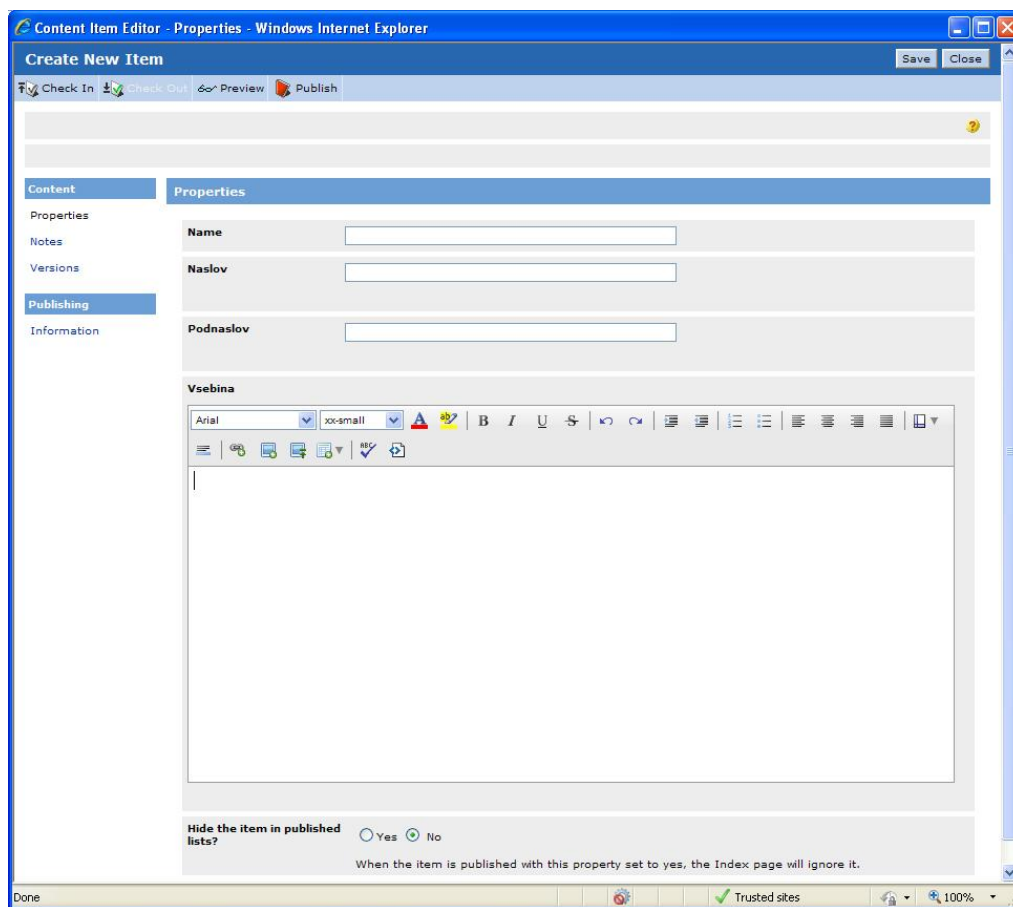 Content Item Editor - Properties - Windows Internet Explorer
Create New Item
Save Close
Check In Check Out Preview Publish
Content
Properties
Notes
Versions
Publishing
Information
Properties
Name
Naslov
Podnaslov
Vsebina
Arial xx-small A ab B I U S
ABC
Hide the item in published
lists?
Yes No
When the item is published with this property set to yes, the Index page will ignore it.
Done Trusted sites 100%